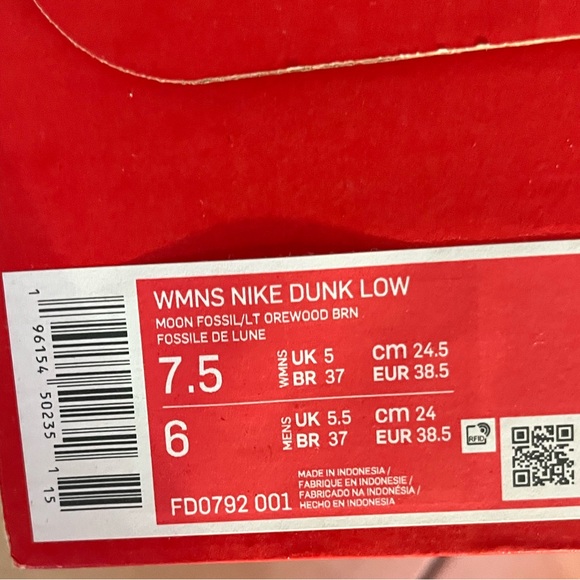 WMNS NIKE DUNK LOW
MOON FOSSIL/LT OREWOOD BRN
FOSSILE DE LUNE
7.5 WMNS UK 5 cm 24.5
BR 37 EUR 38.5
6 MENS UK 5.5 cm 24
BR 37 EUR 38.5
RFID
MADE IN INDONESIA /
FABRIQUE EN INDONESIE /
FABRICADO NA INDONÉSIA /
HECHO EN INDONESIA
FD0792 001
1 96154 50235 1 15